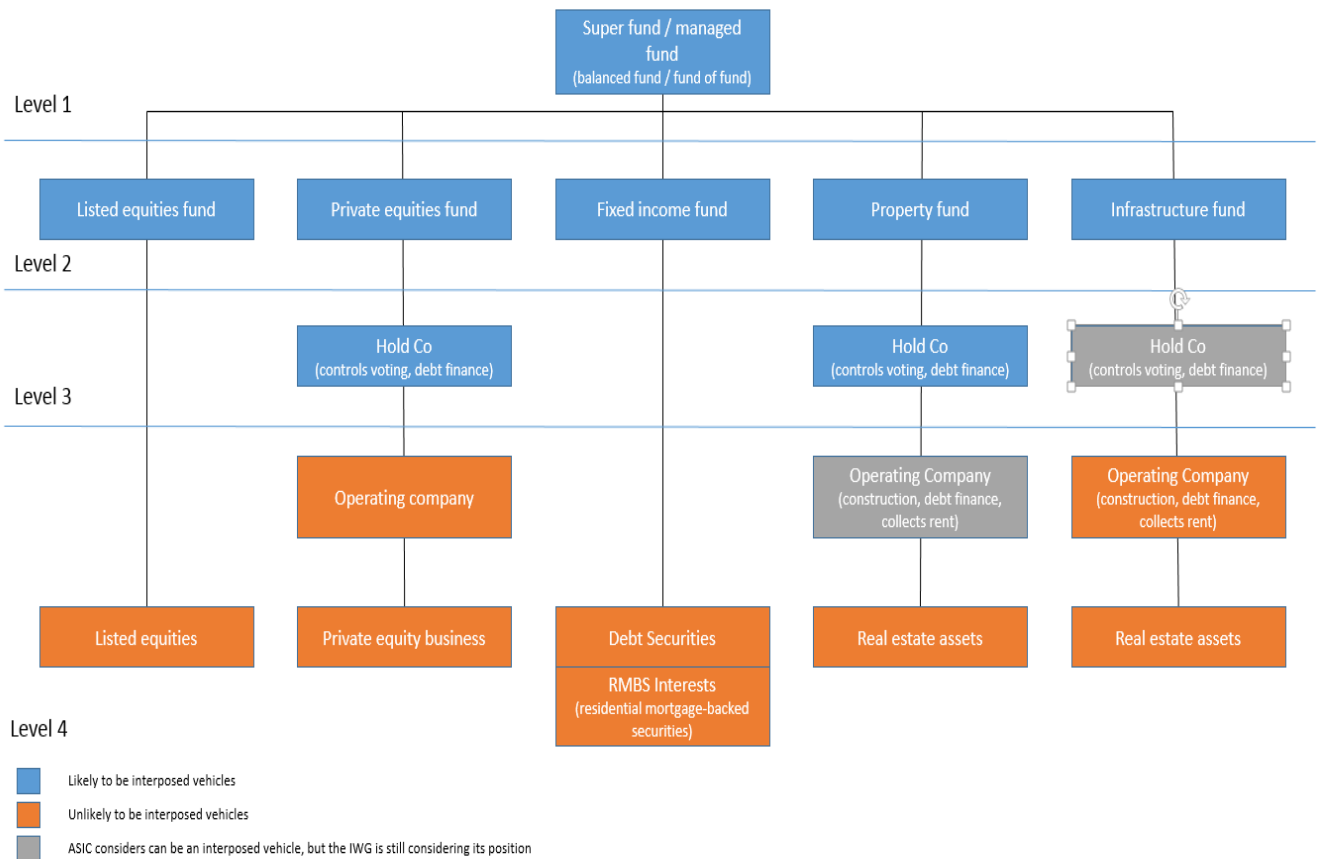 Super fund / managed
fund
(balanced fund / fund of fund)
Level 1
Listed equities fund
Private equities fund
Fixed income fund
Property fund
Infrastructure fund
Level 2
Hold Co
(controls voting, debt finance)
Hold Co
(controls voting, debt finance)
Hold Co
(controls voting, debt finance)
Level 3
Operating company
Operating Company
(construction, debt finance,
collects rent)
Operating Company
(construction, debt finance,
collects rent)
Listed equities
Private equity business
Debt Securities
Real estate assets
Real estate assets
RMBS Interests
(residential mortgage-backed
securities)
Level 4
Likely to be interposed vehicles
Unlikely to be interposed vehicles
ASIC considers can be an interposed vehicle, but the IWG is still considering its position